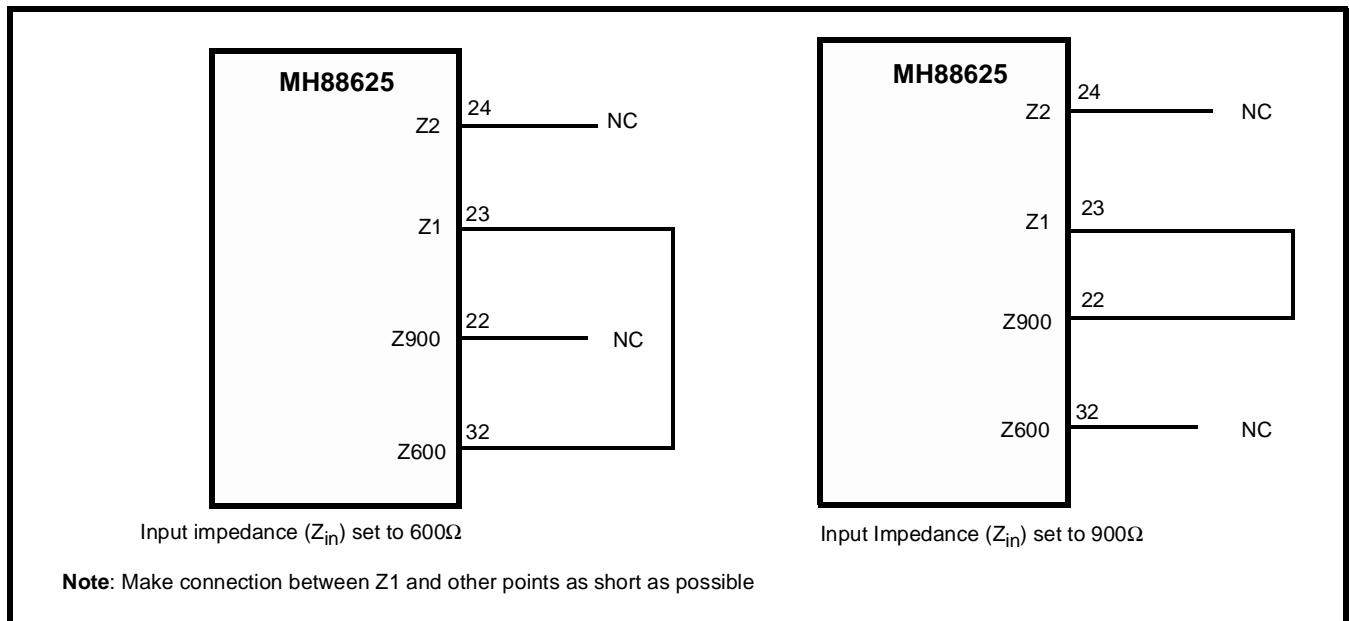 MH88625
Z2
24
NC
Z1
23
Z900
22
NC
Z600
32
Input impedance (Zin) set to 600Ω
MH88625
Z2
24
NC
Z1
23
Z900
22
Z600
32
NC
Input Impedance (Zin) set to 900Ω
Note: Make connection between Z1 and other points as short as possible